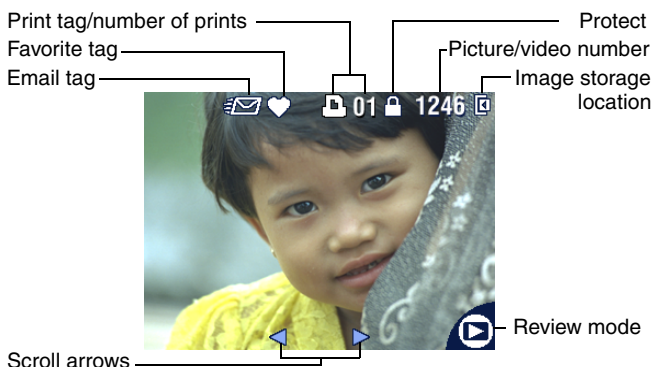 Print tag/number of prints
Protect
Favorite tag
Picture/video number
Email tag
Image storage
location
01
1246
Review mode
Scroll arrows